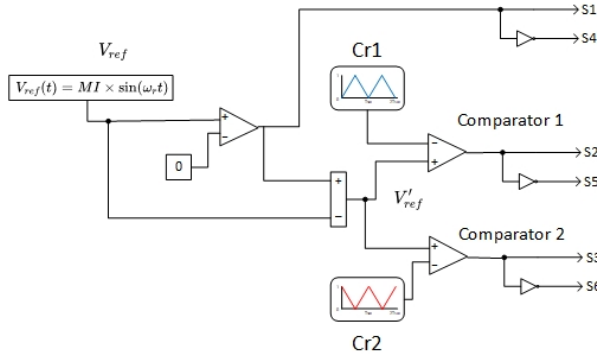 S1
S4
V_ref
Cr1
V_ref(t) = MI × sin(ω_r t)
+
−
0
Comparator 1
−
+
S2
S5
+
−
V′_ref
Comparator 2
+
−
S3
S6
Cr2